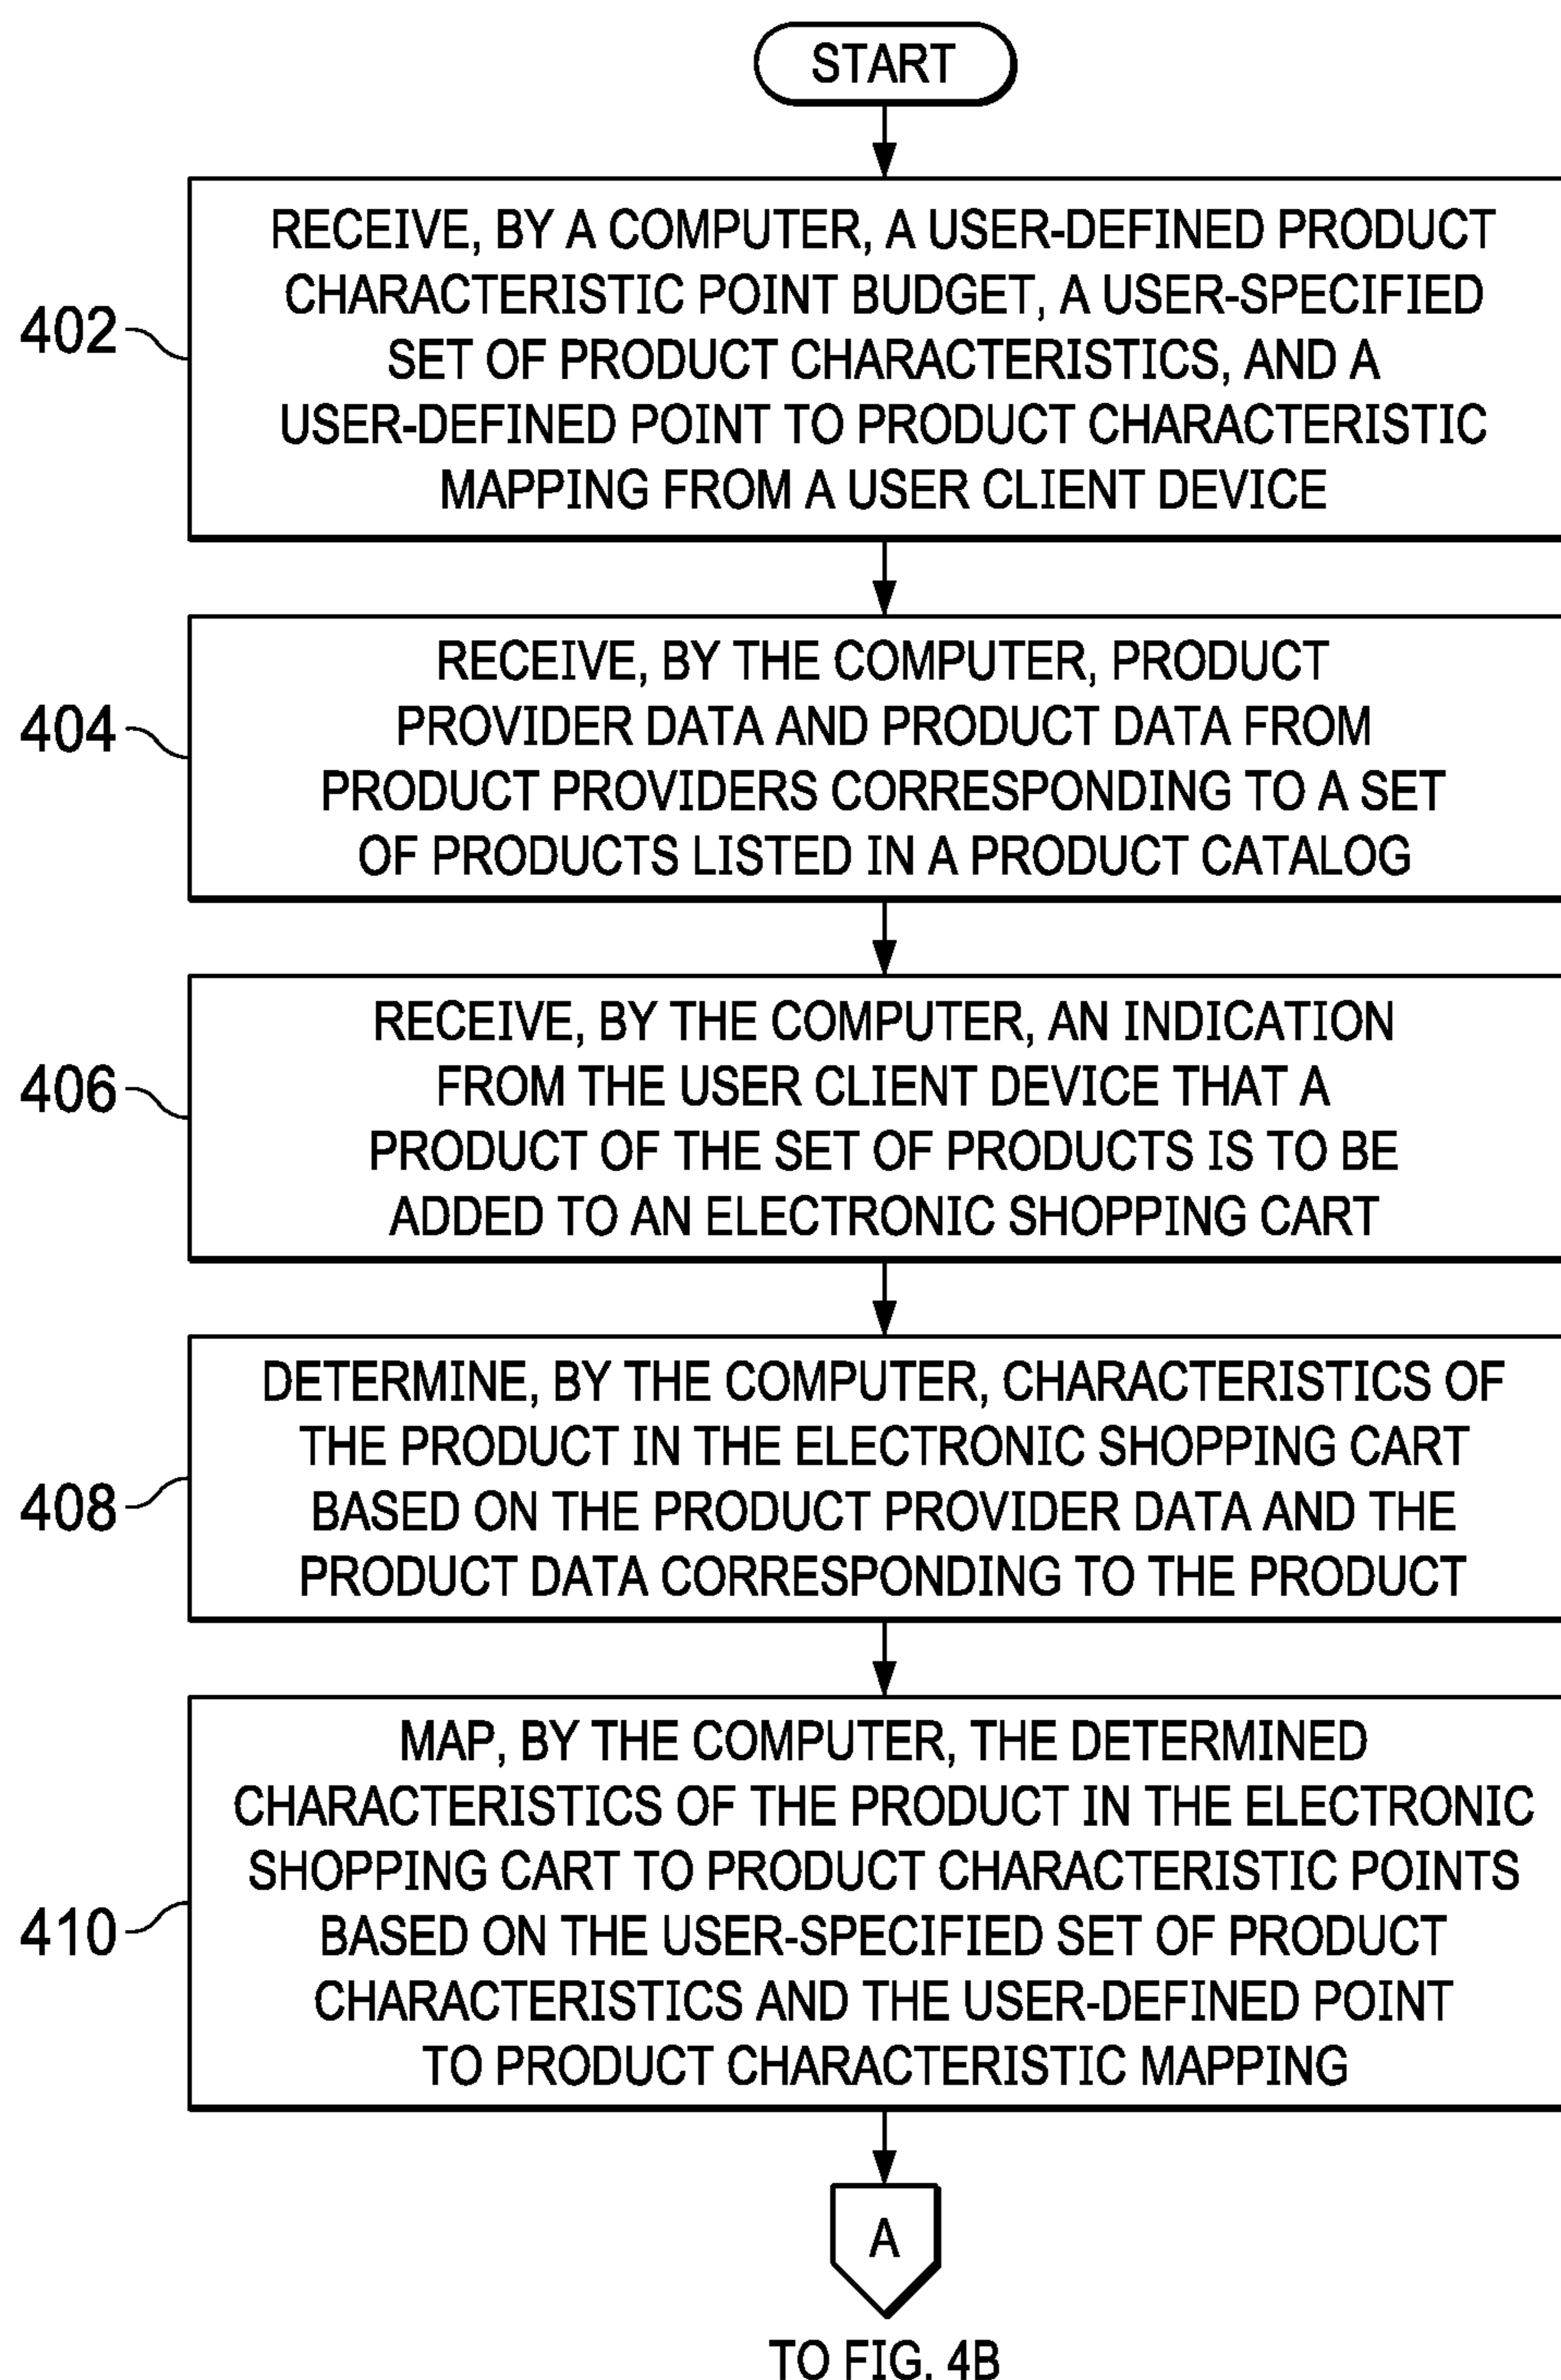 START
RECEIVE, BY A COMPUTER, A USER-DEFINED PRODUCT
CHARACTERISTIC POINT BUDGET, A USER-SPECIFIED
SET OF PRODUCT CHARACTERISTICS, AND A
USER-DEFINED POINT TO PRODUCT CHARACTERISTIC
MAPPING FROM A USER CLIENT DEVICE
402
RECEIVE, BY THE COMPUTER, PRODUCT
PROVIDER DATA AND PRODUCT DATA FROM
PRODUCT PROVIDERS CORRESPONDING TO A SET
OF PRODUCTS LISTED IN A PRODUCT CATALOG
404
RECEIVE, BY THE COMPUTER, AN INDICATION
FROM THE USER CLIENT DEVICE THAT A
PRODUCT OF THE SET OF PRODUCTS IS TO BE
ADDED TO AN ELECTRONIC SHOPPING CART
406
DETERMINE, BY THE COMPUTER, CHARACTERISTICS OF
THE PRODUCT IN THE ELECTRONIC SHOPPING CART
BASED ON THE PRODUCT PROVIDER DATA AND THE
PRODUCT DATA CORRESPONDING TO THE PRODUCT
408
MAP, BY THE COMPUTER, THE DETERMINED
CHARACTERISTICS OF THE PRODUCT IN THE ELECTRONIC
SHOPPING CART TO PRODUCT CHARACTERISTIC POINTS
BASED ON THE USER-SPECIFIED SET OF PRODUCT
CHARACTERISTICS AND THE USER-DEFINED POINT
TO PRODUCT CHARACTERISTIC MAPPING
410
A
TO FIG. 4B